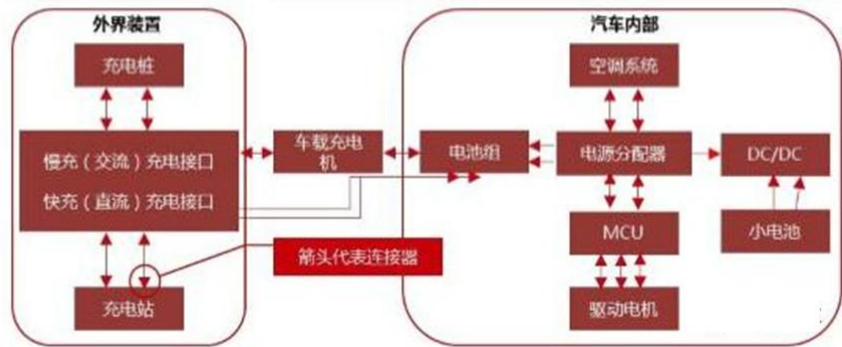 外界装置
汽车内部
充电桩
空调系统
慢充（交流）充电接口
快充（直流）充电接口
车载充电
机
电池组
电源分配器
DC/DC
MCU
小电池
箭头代表连接器
充电站
驱动电机